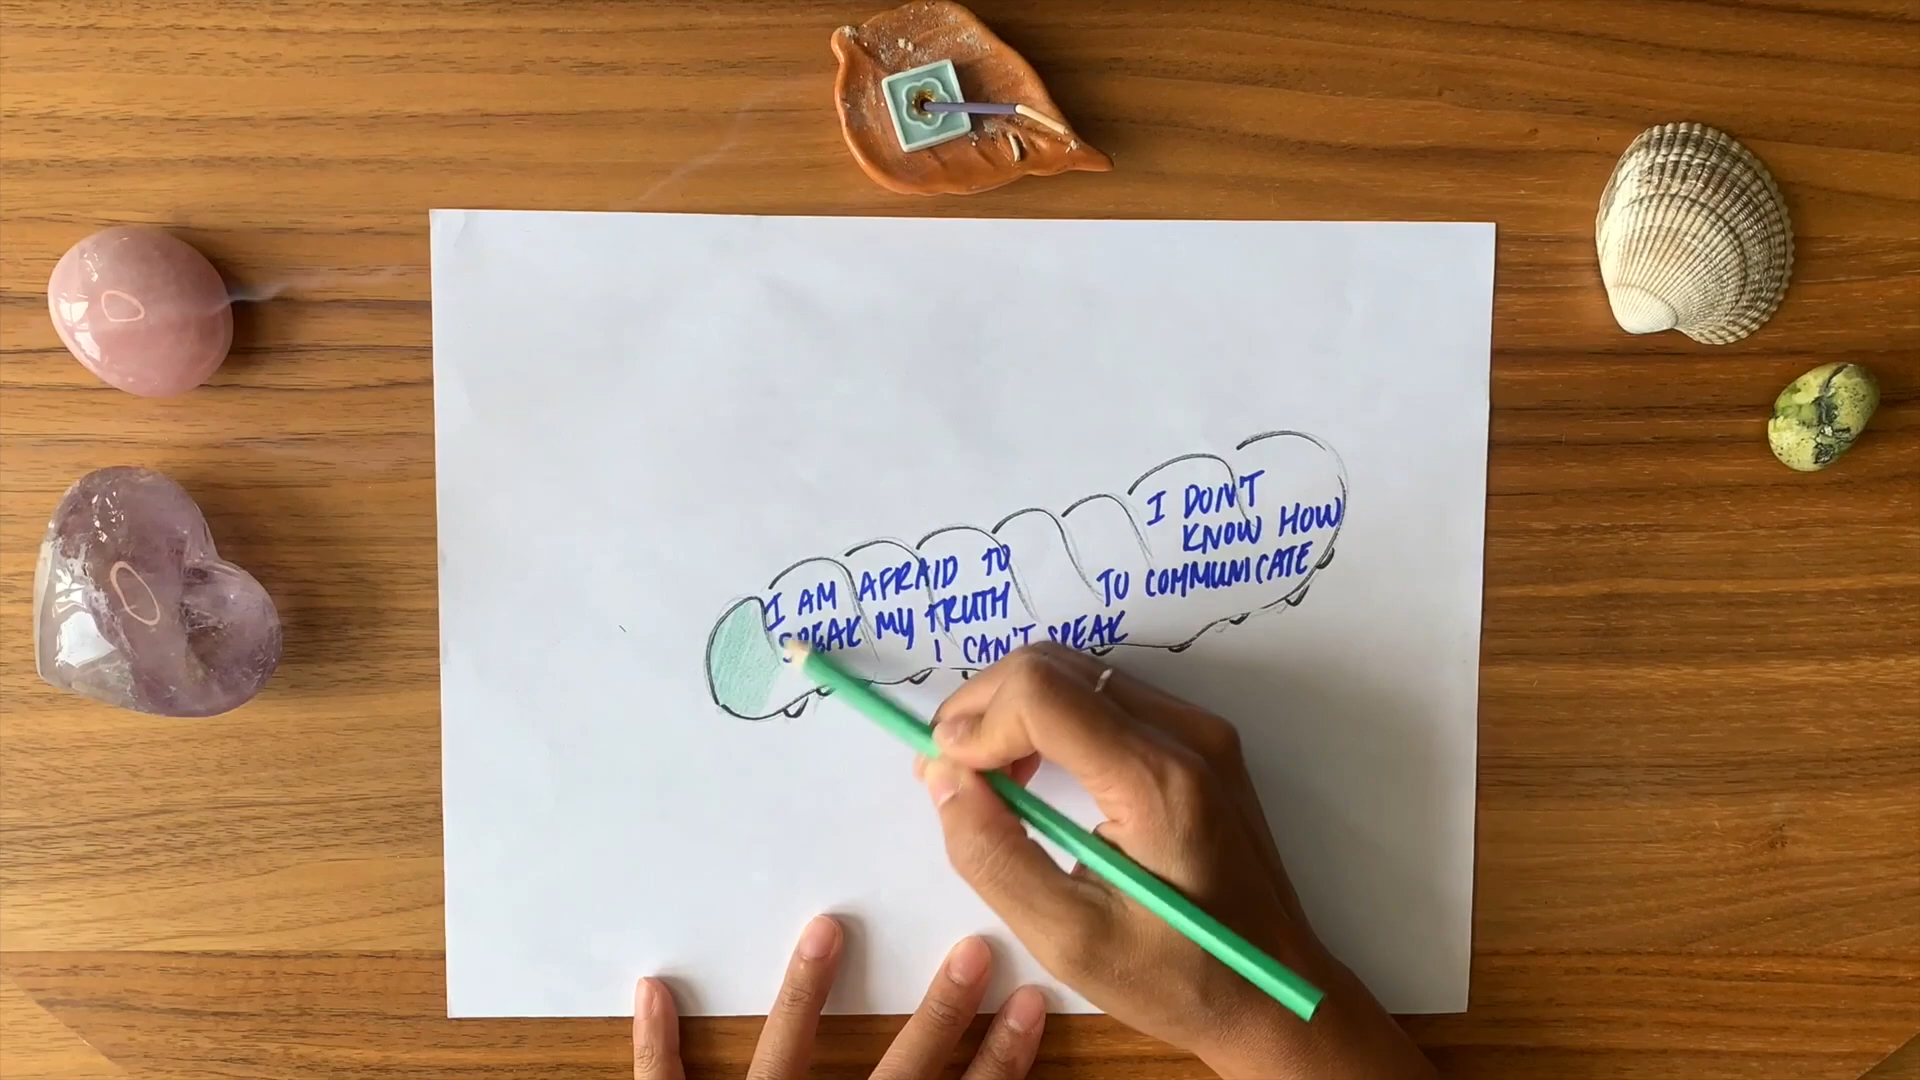 I AM AFRAID TO
SPEAK MY TRUTH
I CAN'T SPEAK
I DON'T
KNOW HOW
TO COMMUNICATE